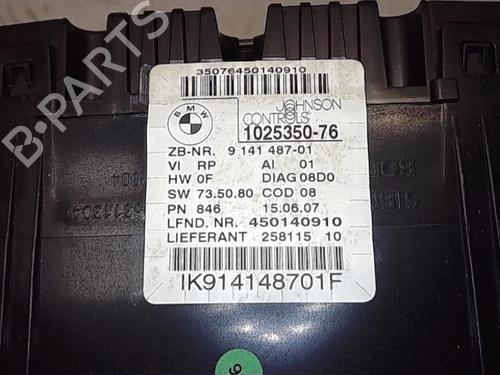 B-PARTS
35076450140910
BMW
JOHNSON
CONTROLS
1025350-76
ZB-NR. 9 141 487-01
VI RP AI 01
HW 0F DIAG 08D0
SW 73.50.80 COD 08
PN 846 15.06.07
LFND. NR. 450140910
LIEFERANT 258115 10
IK914148701F